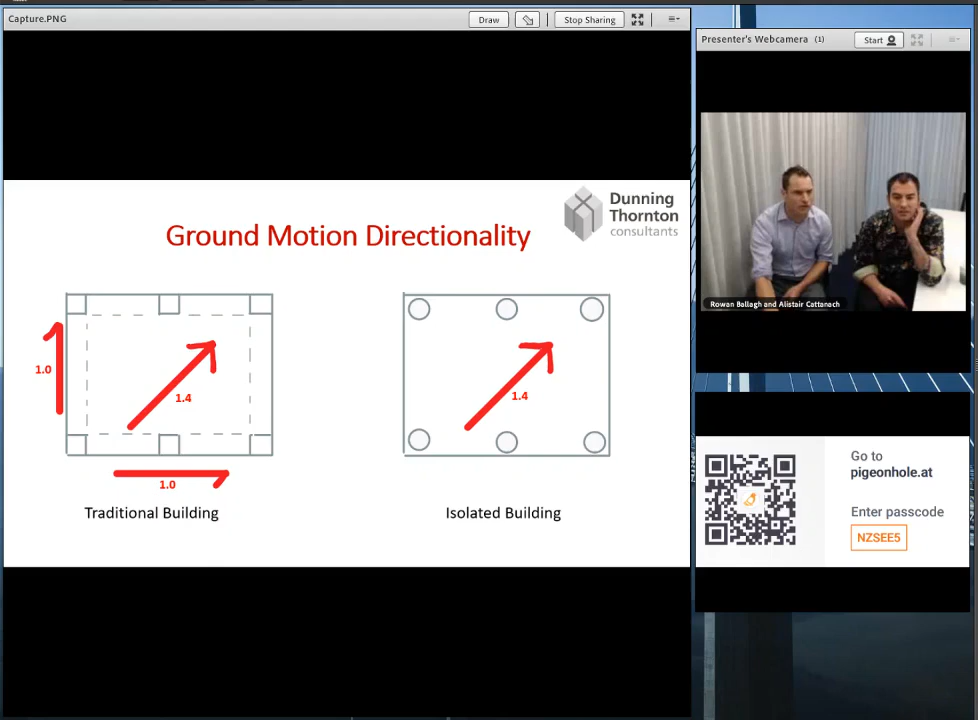 Capture.PNG
Draw
Stop Sharing
Presenter's Webcamera (1)
Start
Dunning
Thornton
consultants
Ground Motion Directionality
1.0
1.4
1.0
1.4
Traditional Building
Isolated Building
Rowan Ballagh and Alistair Cattanach
Go to
pigeonhole.at
Enter passcode
NZSEE5